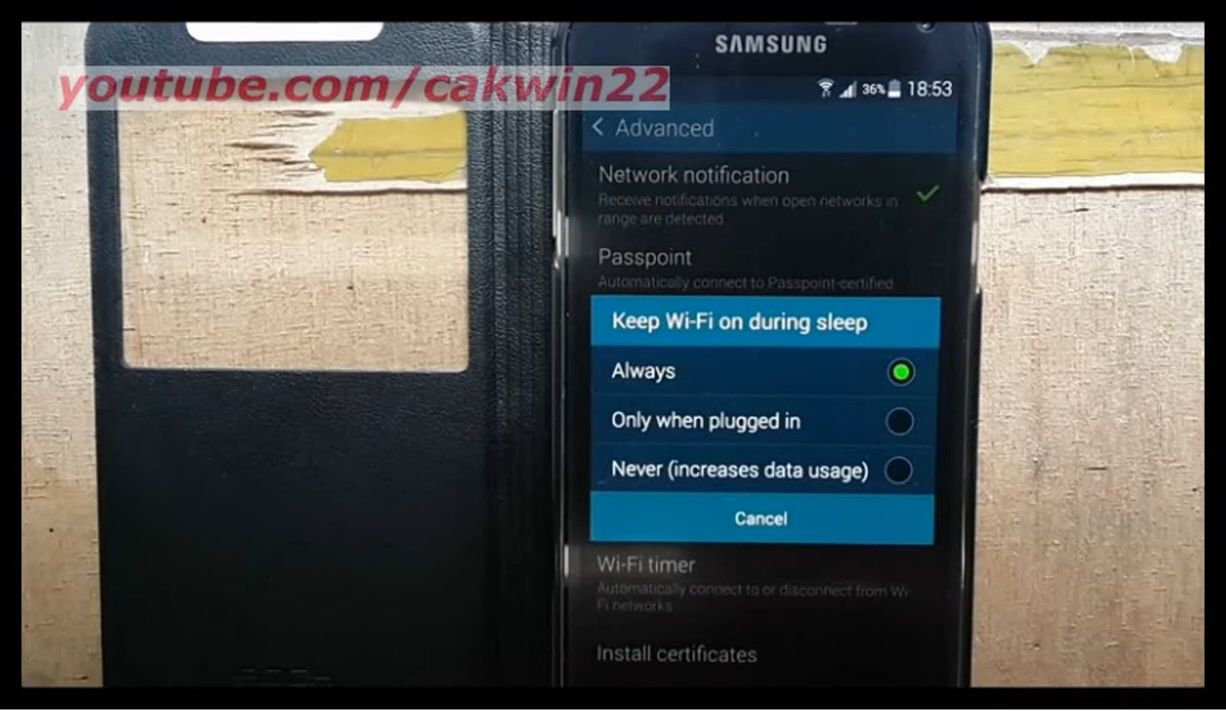 SAMSUNG
youtube.com/cakwin22
36% 18:53
< Advanced
Network notification
Receive notifications when open networks in
range are detected
Passpoint
Automatically connect to Passpoint-certified
Keep Wi-Fi on during sleep
Always
Only when plugged in
Never (increases data usage)
Cancel
Wi-Fi timer
Automatically connect to or disconnect from Wi-
Fi networks
Install certificates